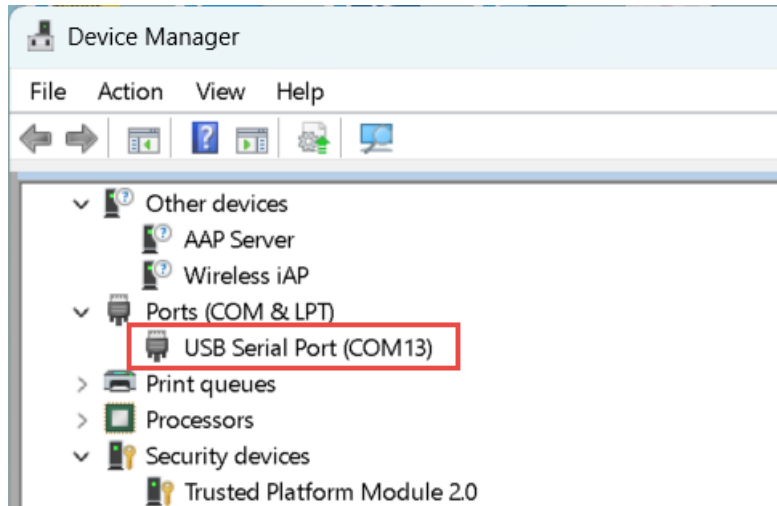 Device Manager
File Action View Help
Other devices
AAP Server
Wireless iAP
Ports (COM & LPT)
USB Serial Port (COM13)
Print queues
Processors
Security devices
Trusted Platform Module 2.0